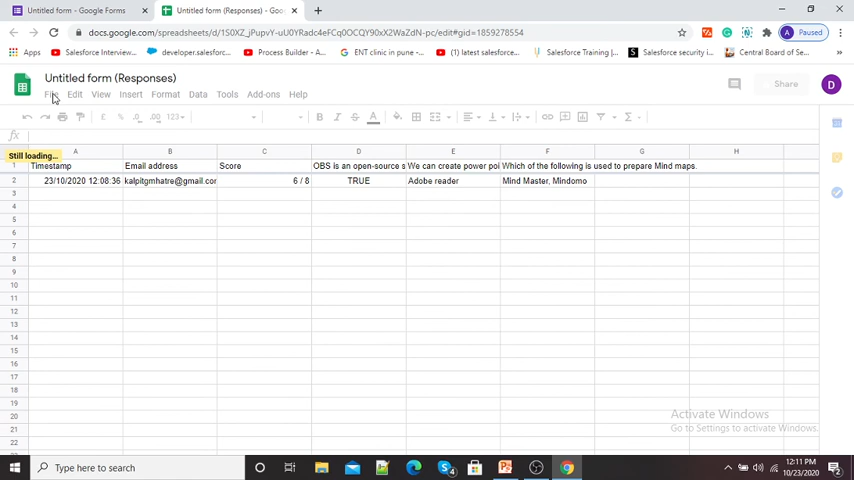 Untitled form - Google Forms
Untitled form (Responses) - Goo
docs.google.com/spreadsheets/d/1S0XZ_jPupvY-uU0YRadc4eFCq0OCQY90xX2WaZdN-pc/edit#gid=1859278554
Paused
Apps Salesforce Interview... developer.salesforc... Process Builder - A... ENT clinic in pune -... (1) latest salesforce... Salesforce Training |... Salesforce security i... Central Board of Se... »
Untitled form (Responses)
File Edit View Insert Format Data Tools Add-ons Help
Share
D
£ % .0 .00 123
B I S A
fx
Still loading...
A B C D E F G H
1 Timestamp Email address Score OBS is an open-source s We can create power poi Which of the following is used to prepare Mind maps.
2 23/10/2020 12:08:36 kalpitgmhatre@gmail.cor 6 / 8 TRUE Adobe reader Mind Master, Mindomo
3
4
5
6
7
8
9
10
11
12
13
14
15
16
17
18
19
20
21
22
Activate Windows
Go to Settings to activate Windows.
Type here to search
12:11 PM
10/23/2020